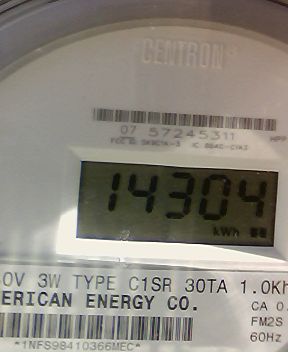 CENTRON
07 57245311
14304
kWh
0V 3W TYPE C1SR 30TA 1.0Kh
ERICAN ENERGY CO. CA 0.
FM2S
60Hz
*1NFS98410366MEC*